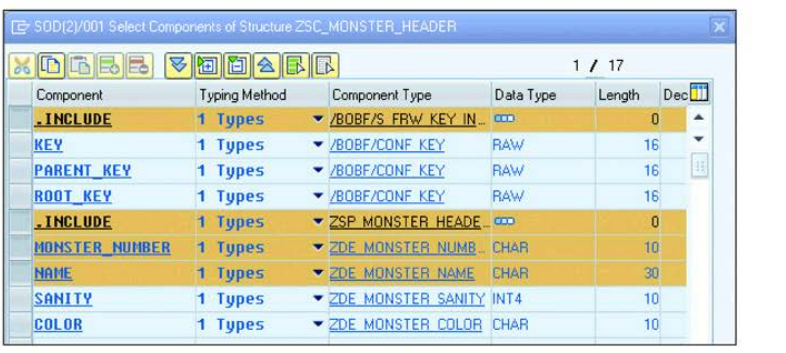 SOD(2)/001 Select Components of Structure ZSC_MONSTER_HEADER
1 / 17
Component Typing Method Component Type Data Type Length Dec
.INCLUDE 1 Types /BOBF/S_FRW_KEY_IN... 0
KEY 1 Types /BOBF/CONF_KEY RAW 16
PARENT_KEY 1 Types /BOBF/CONF_KEY RAW 16
ROOT_KEY 1 Types /BOBF/CONF_KEY RAW 16
.INCLUDE 1 Types ZSP_MONSTER_HEADE... 0
MONSTER_NUMBER 1 Types ZDE_MONSTER_NUMB... CHAR 10
NAME 1 Types ZDE_MONSTER_NAME CHAR 30
SANITY 1 Types ZDE_MONSTER_SANITY INT4 10
COLOR 1 Types ZDE_MONSTER_COLOR CHAR 10